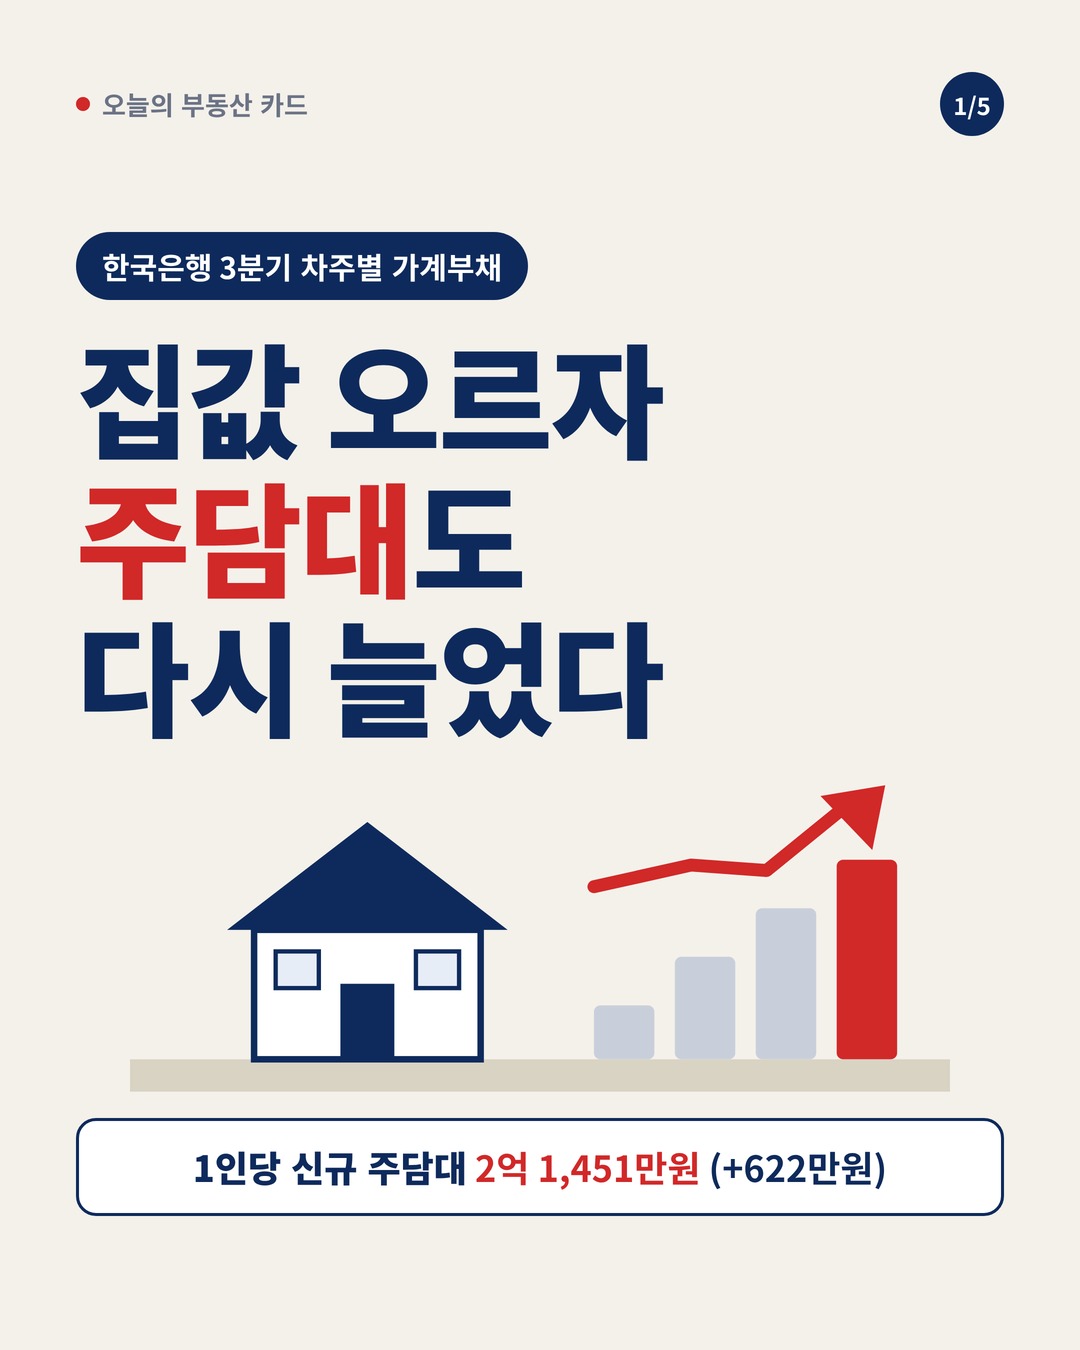 오늘의 부동산 카드
1/5
한국은행 3분기 차주별 가계부채
집값 오르자
주담대도
다시 늘었다
1인당 신규 주담대 2억 1,451만원 (+622만원)